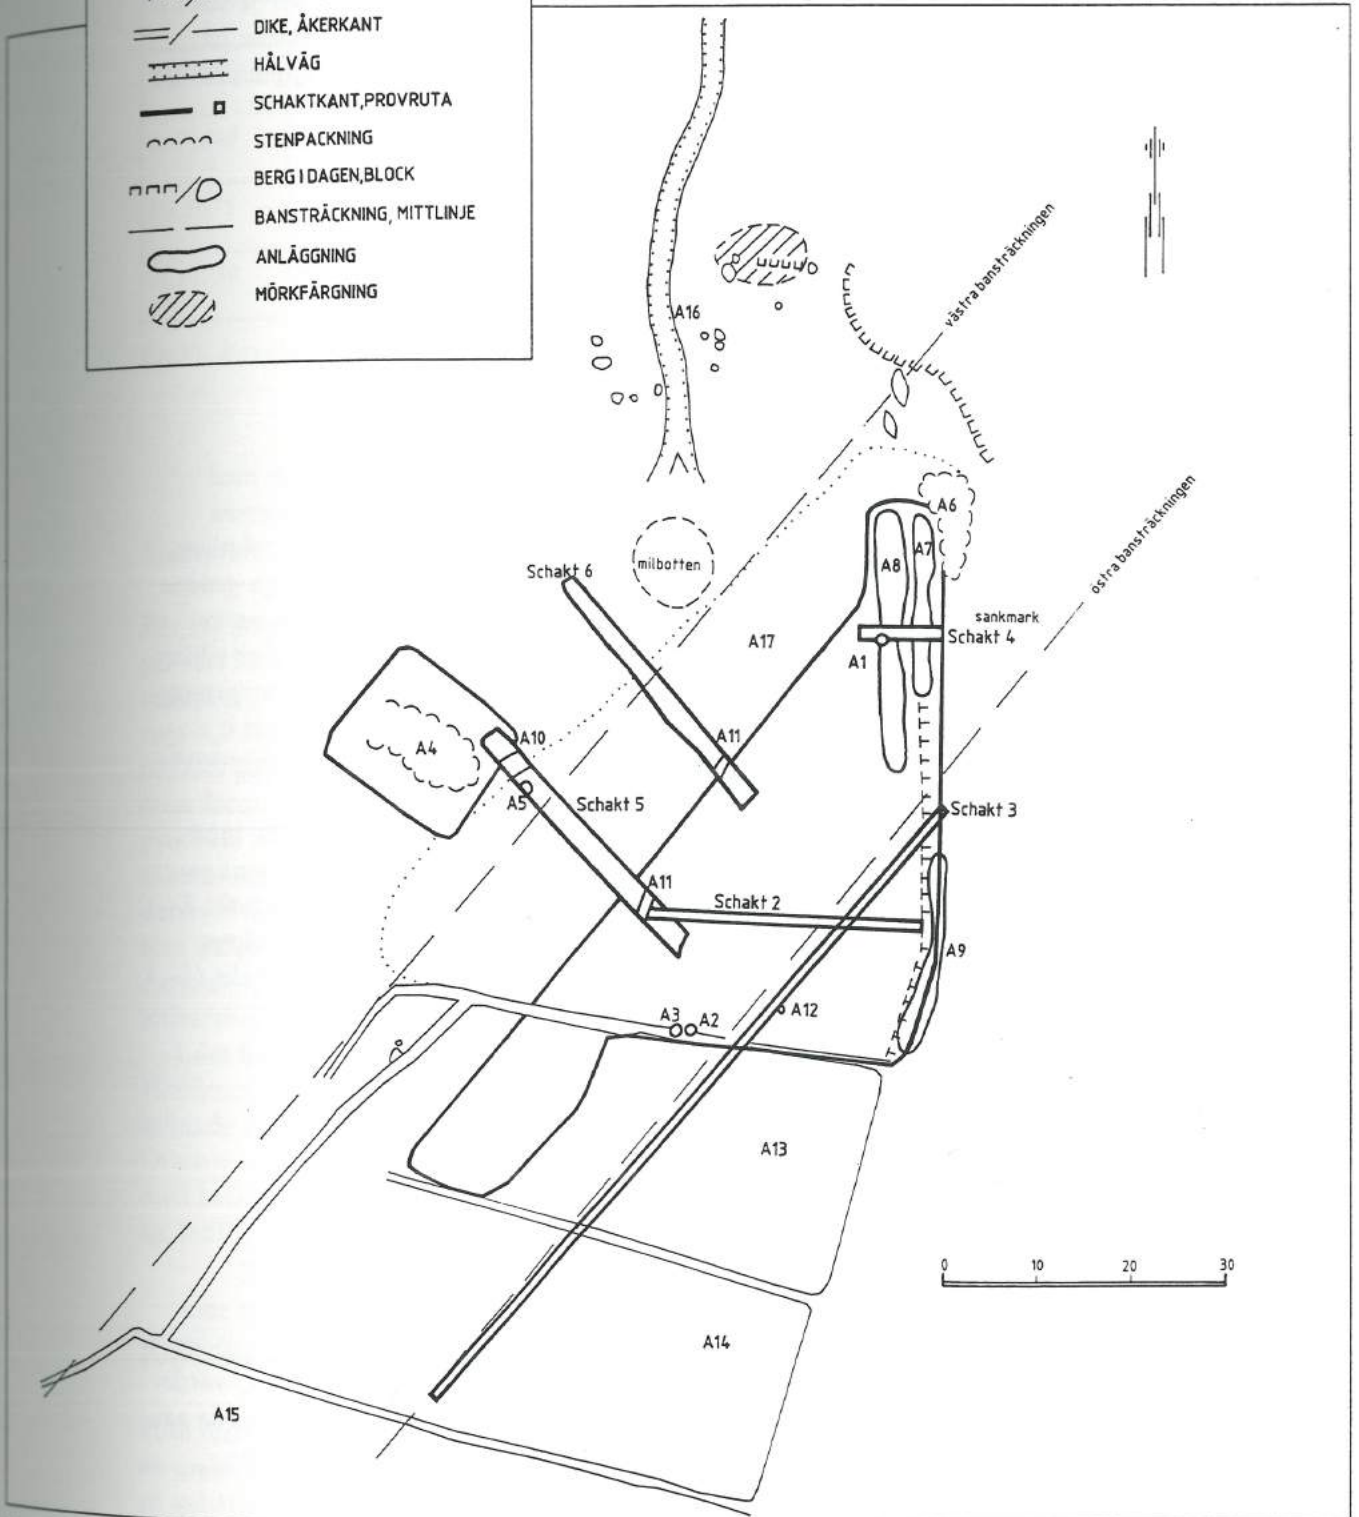 DIKE, ÅKERKANT
HÅLVÄG
SCHAKTKANT,PROVRUTA
STENPACKNING
BERG I DAGEN,BLOCK
BANSTRÄCKNING, MITTLINJE
ANLÄGGNING
MÖRKFÄRGNING
västra bansträckningen
A16
östra bansträckningen
A6
A7
A8
milbotten
Schakt 6
sankmark
Schakt 4
A17
A1
A10
A11
A4
A5
Schakt 5
Schakt 3
A11
Schakt 2
A9
A3
A2
A12
A13
0 10 20 30
A14
A15